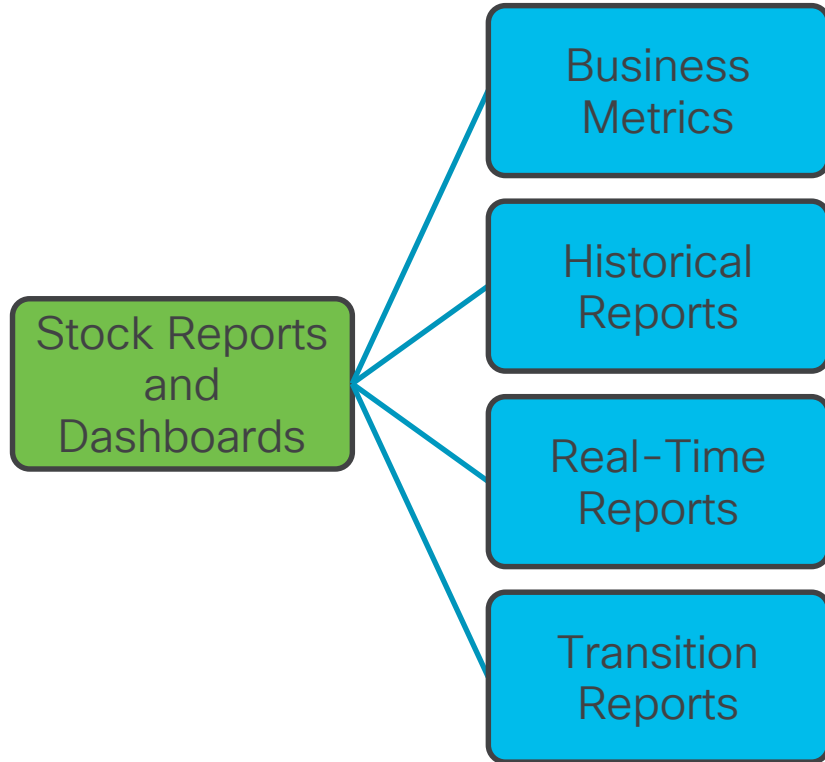 Stock Reports
and
Dashboards
Business
Metrics
Historical
Reports
Real-Time
Reports
Transition
Reports